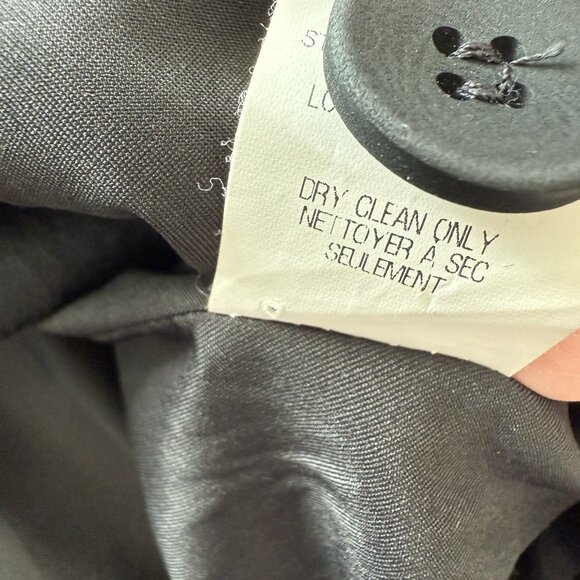 DRY CLEAN ONLY
NETTOYER A SEC
SEULEMENT